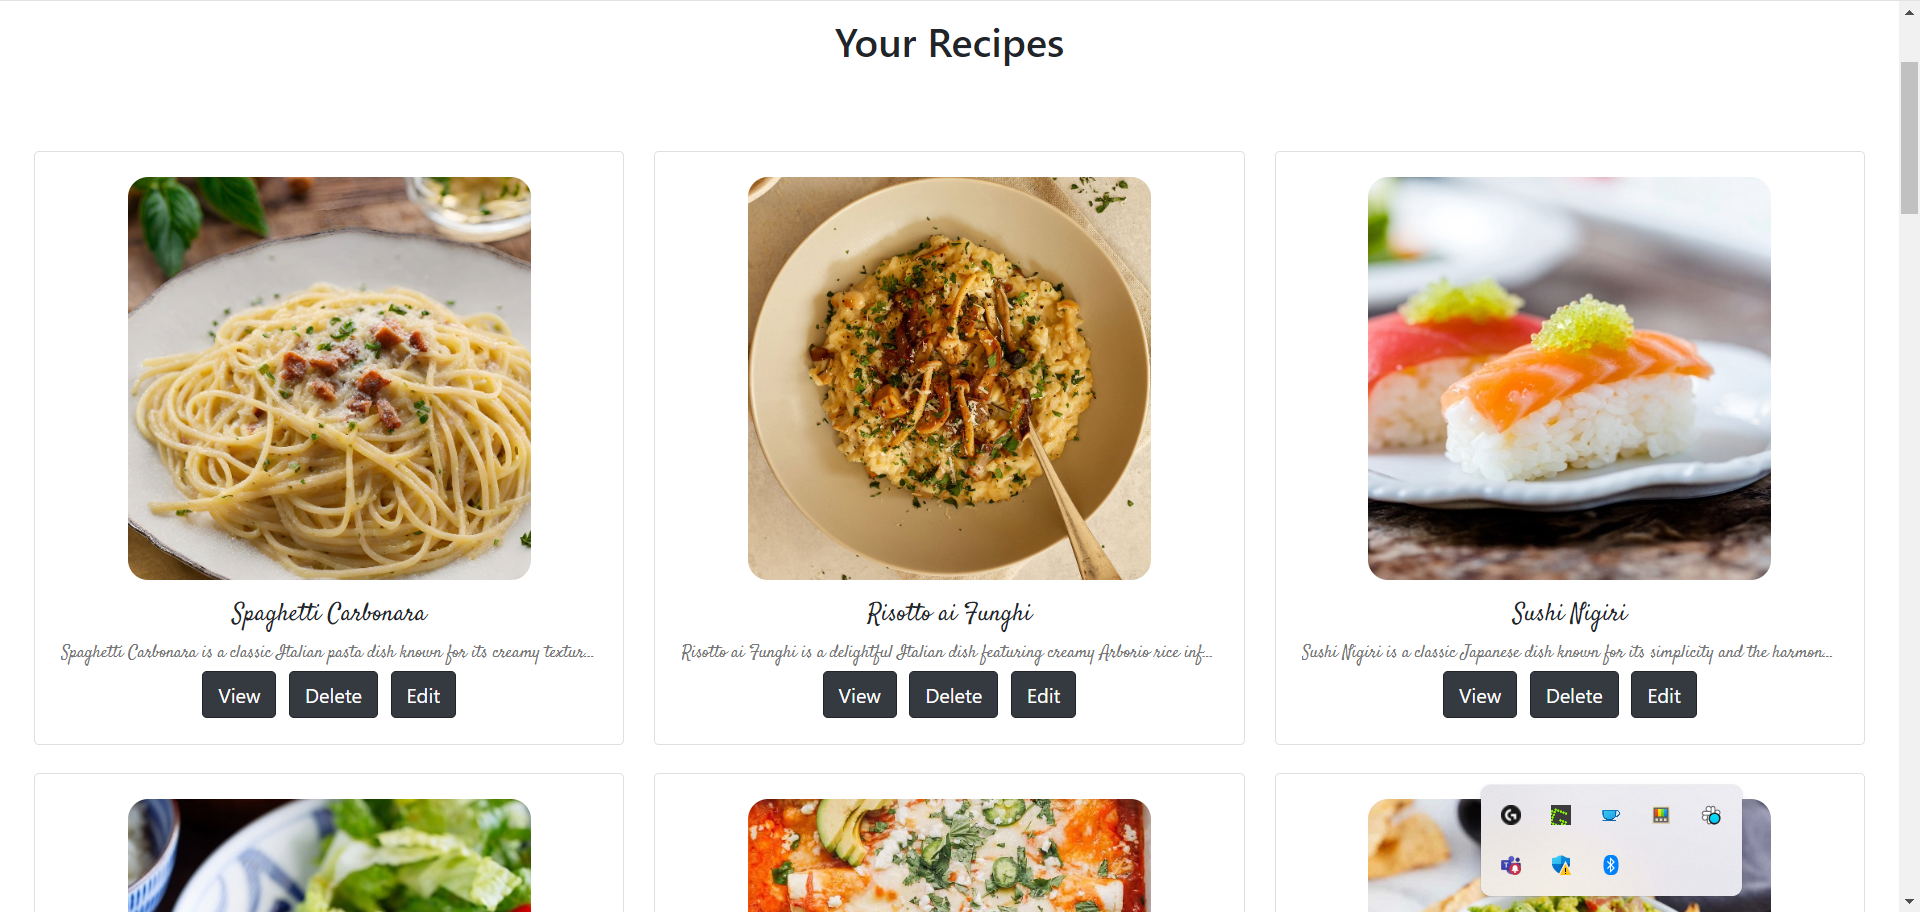 Your Recipes
Spaghetti Carbonara
Spaghetti Carbonara is a classic Italian pasta dish known for its creamy textur...
View Delete Edit
Risotto ai Funghi
Risotto ai Funghi is a delightful Italian dish featuring creamy Arborio rice inf...
View Delete Edit
Sushi Nigiri
Sushi Nigiri is a classic Japanese dish known for its simplicity and the harmon...
View Delete Edit